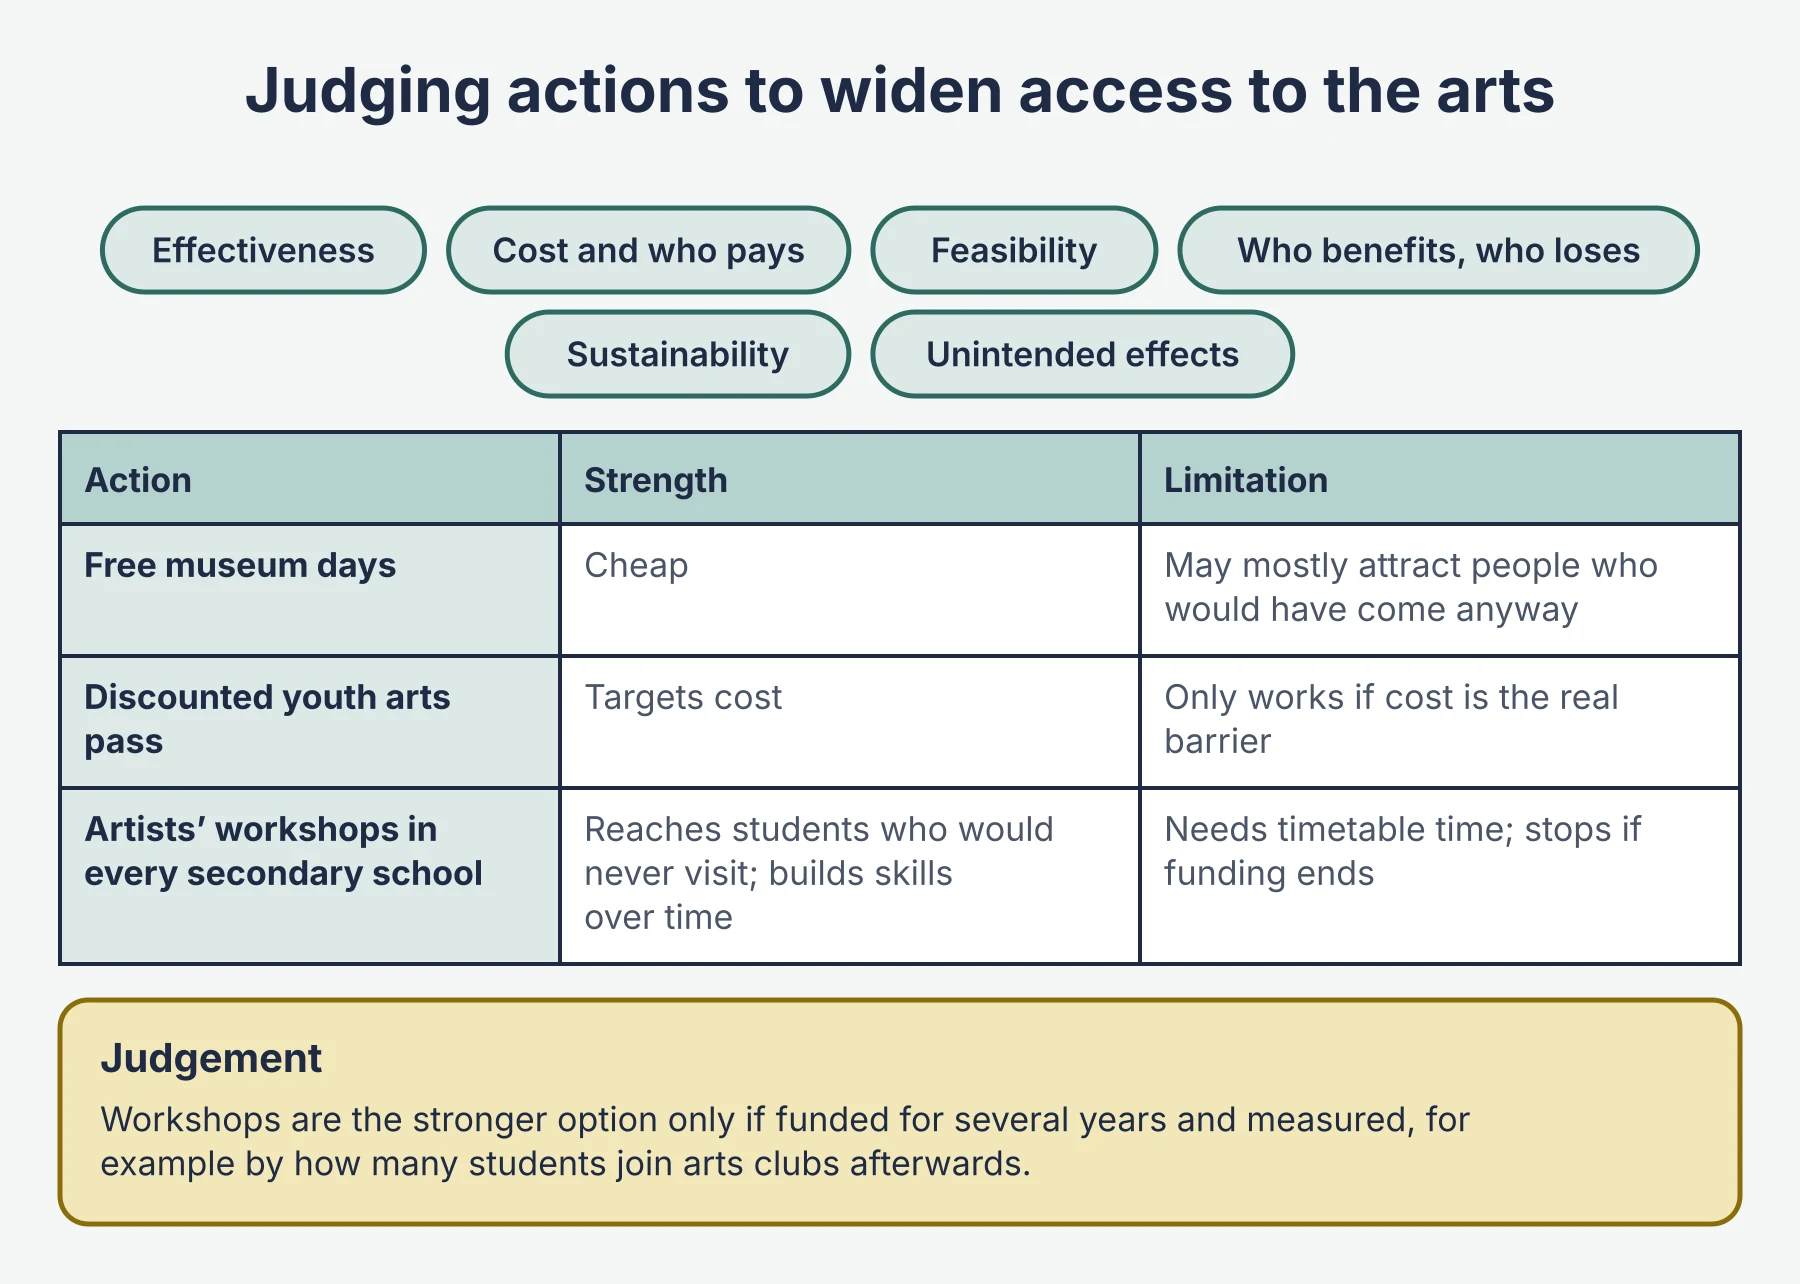 Judging actions to widen access to the arts
Effectiveness
Cost and who pays
Feasibility
Who benefits, who loses
Sustainability
Unintended effects
Action
Strength
Limitation
Free museum days
Cheap
May mostly attract people who
would have come anyway
Discounted youth arts
pass
Targets cost
Only works if cost is the real
barrier
Artists’ workshops in
every secondary school
Reaches students who would
never visit; builds skills
over time
Needs timetable time; stops if
funding ends
Judgement
Workshops are the stronger option only if funded for several years and measured, for
example by how many students join arts clubs afterwards.